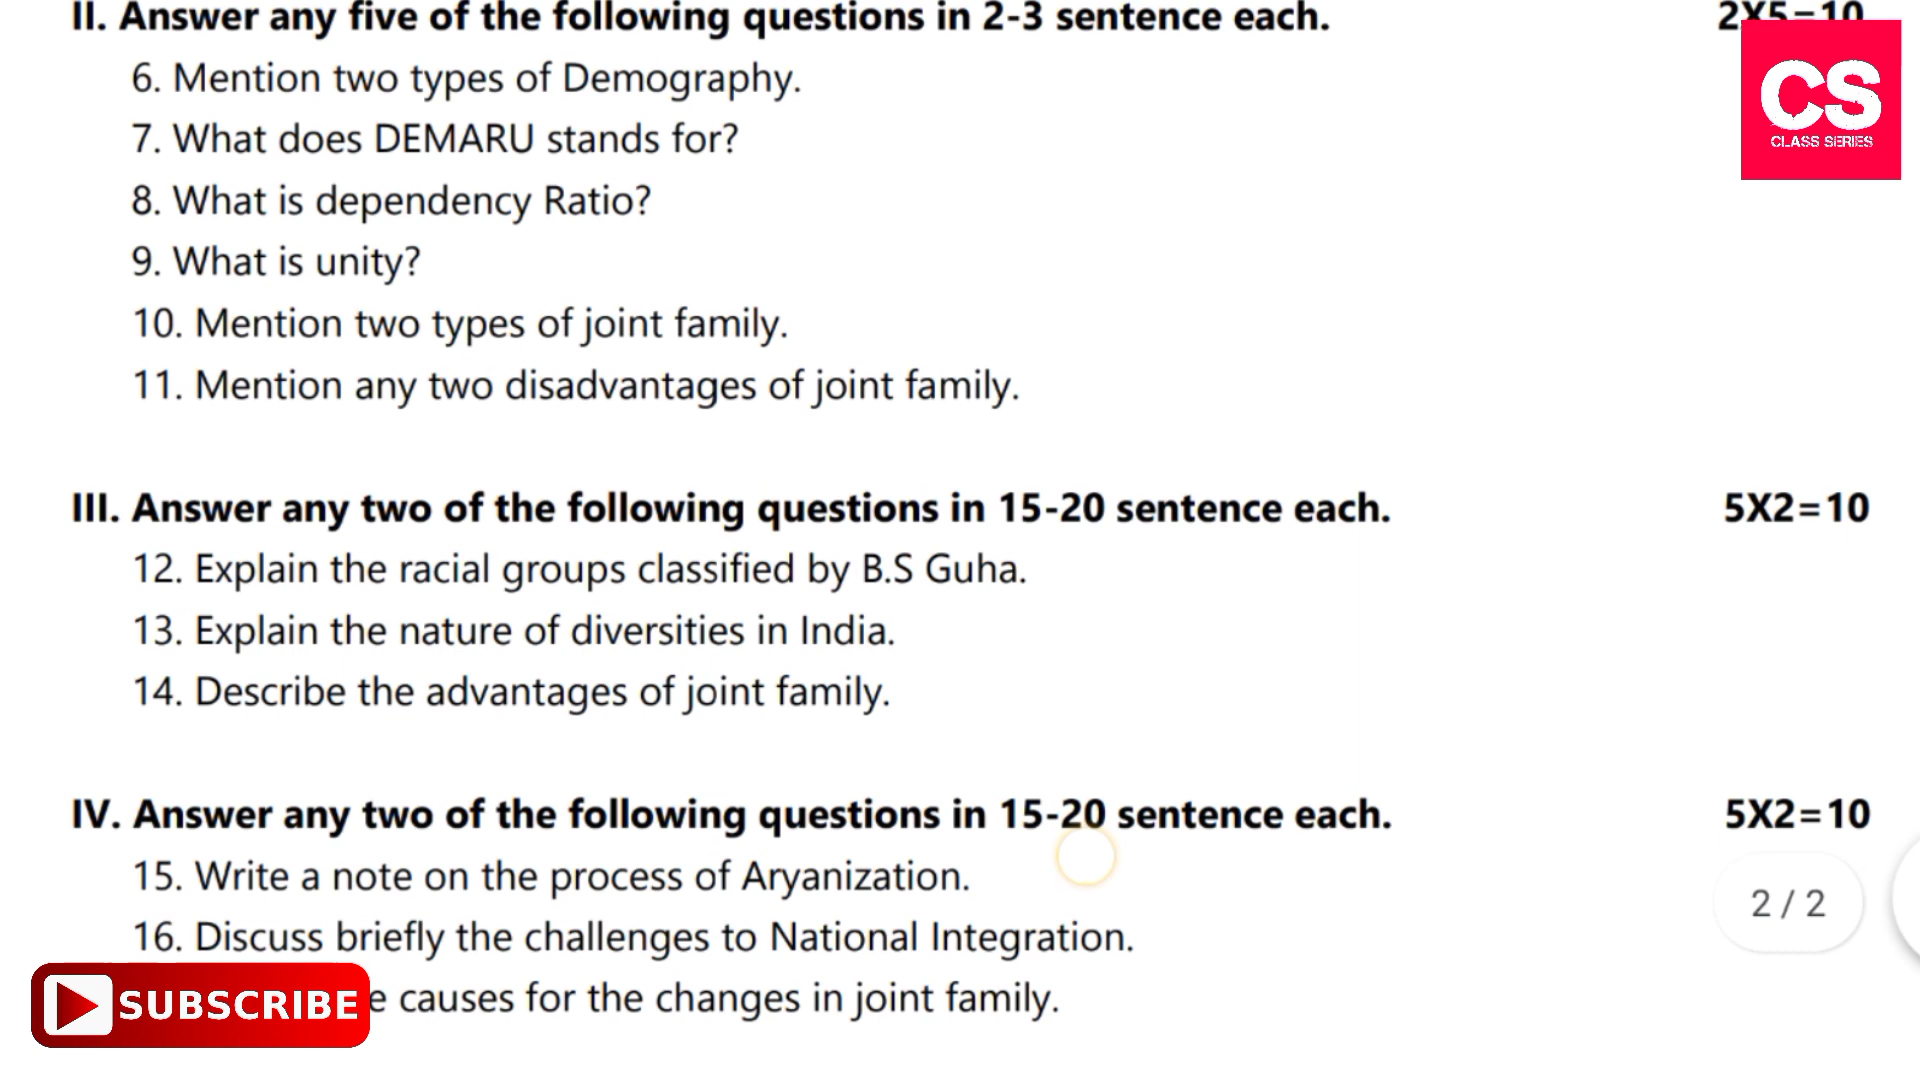 II. Answer any five of the following questions in 2-3 sentence each. 2X5=10
CS
CLASS SERIES
6. Mention two types of Demography.
7. What does DEMARU stands for?
8. What is dependency Ratio?
9. What is unity?
10. Mention two types of joint family.
11. Mention any two disadvantages of joint family.
III. Answer any two of the following questions in 15-20 sentence each. 5X2=10
12. Explain the racial groups classified by B.S Guha.
13. Explain the nature of diversities in India.
14. Describe the advantages of joint family.
IV. Answer any two of the following questions in 15-20 sentence each. 5X2=10
15. Write a note on the process of Aryanization.
2 / 2
16. Discuss briefly the challenges to National Integration.
SUBSCRIBE
causes for the changes in joint family.